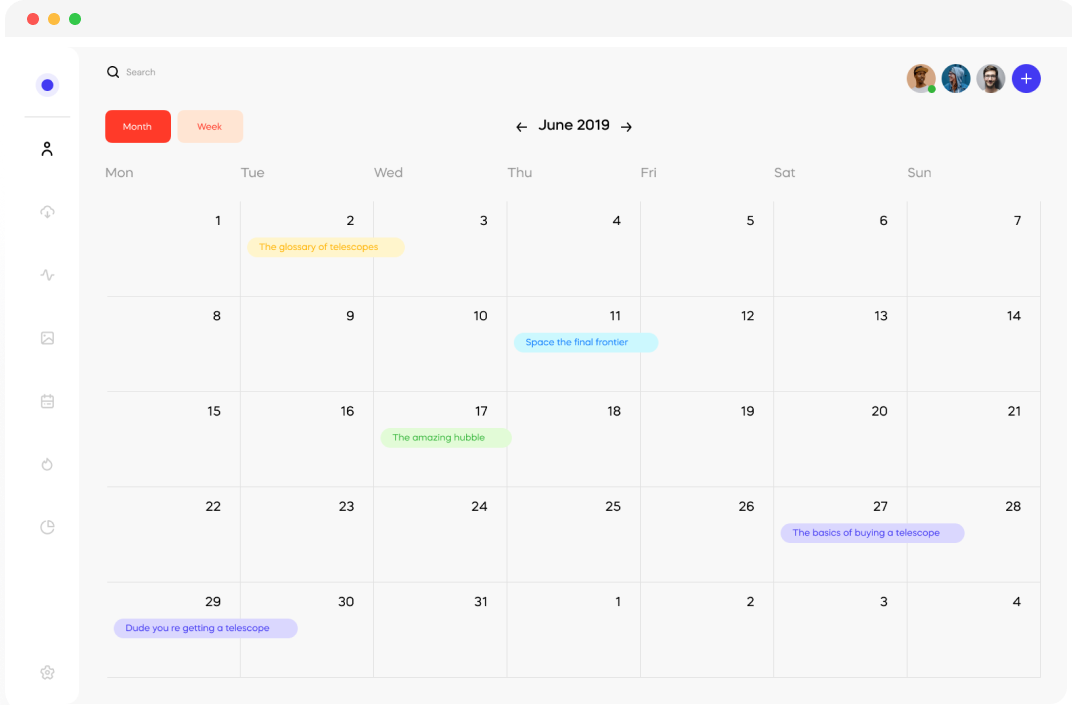 Search
Month
Week
June 2019
Mon Tue Wed Thu Fri Sat Sun
1 2 3 4 5 6 7
The glossary of telescopes
8 9 10 11 12 13 14
Space the final frontier
15 16 17 18 19 20 21
The amazing hubble
22 23 24 25 26 27 28
The basics of buying a telescope
29 30 31 1 2 3 4
Dude you re getting a telescope